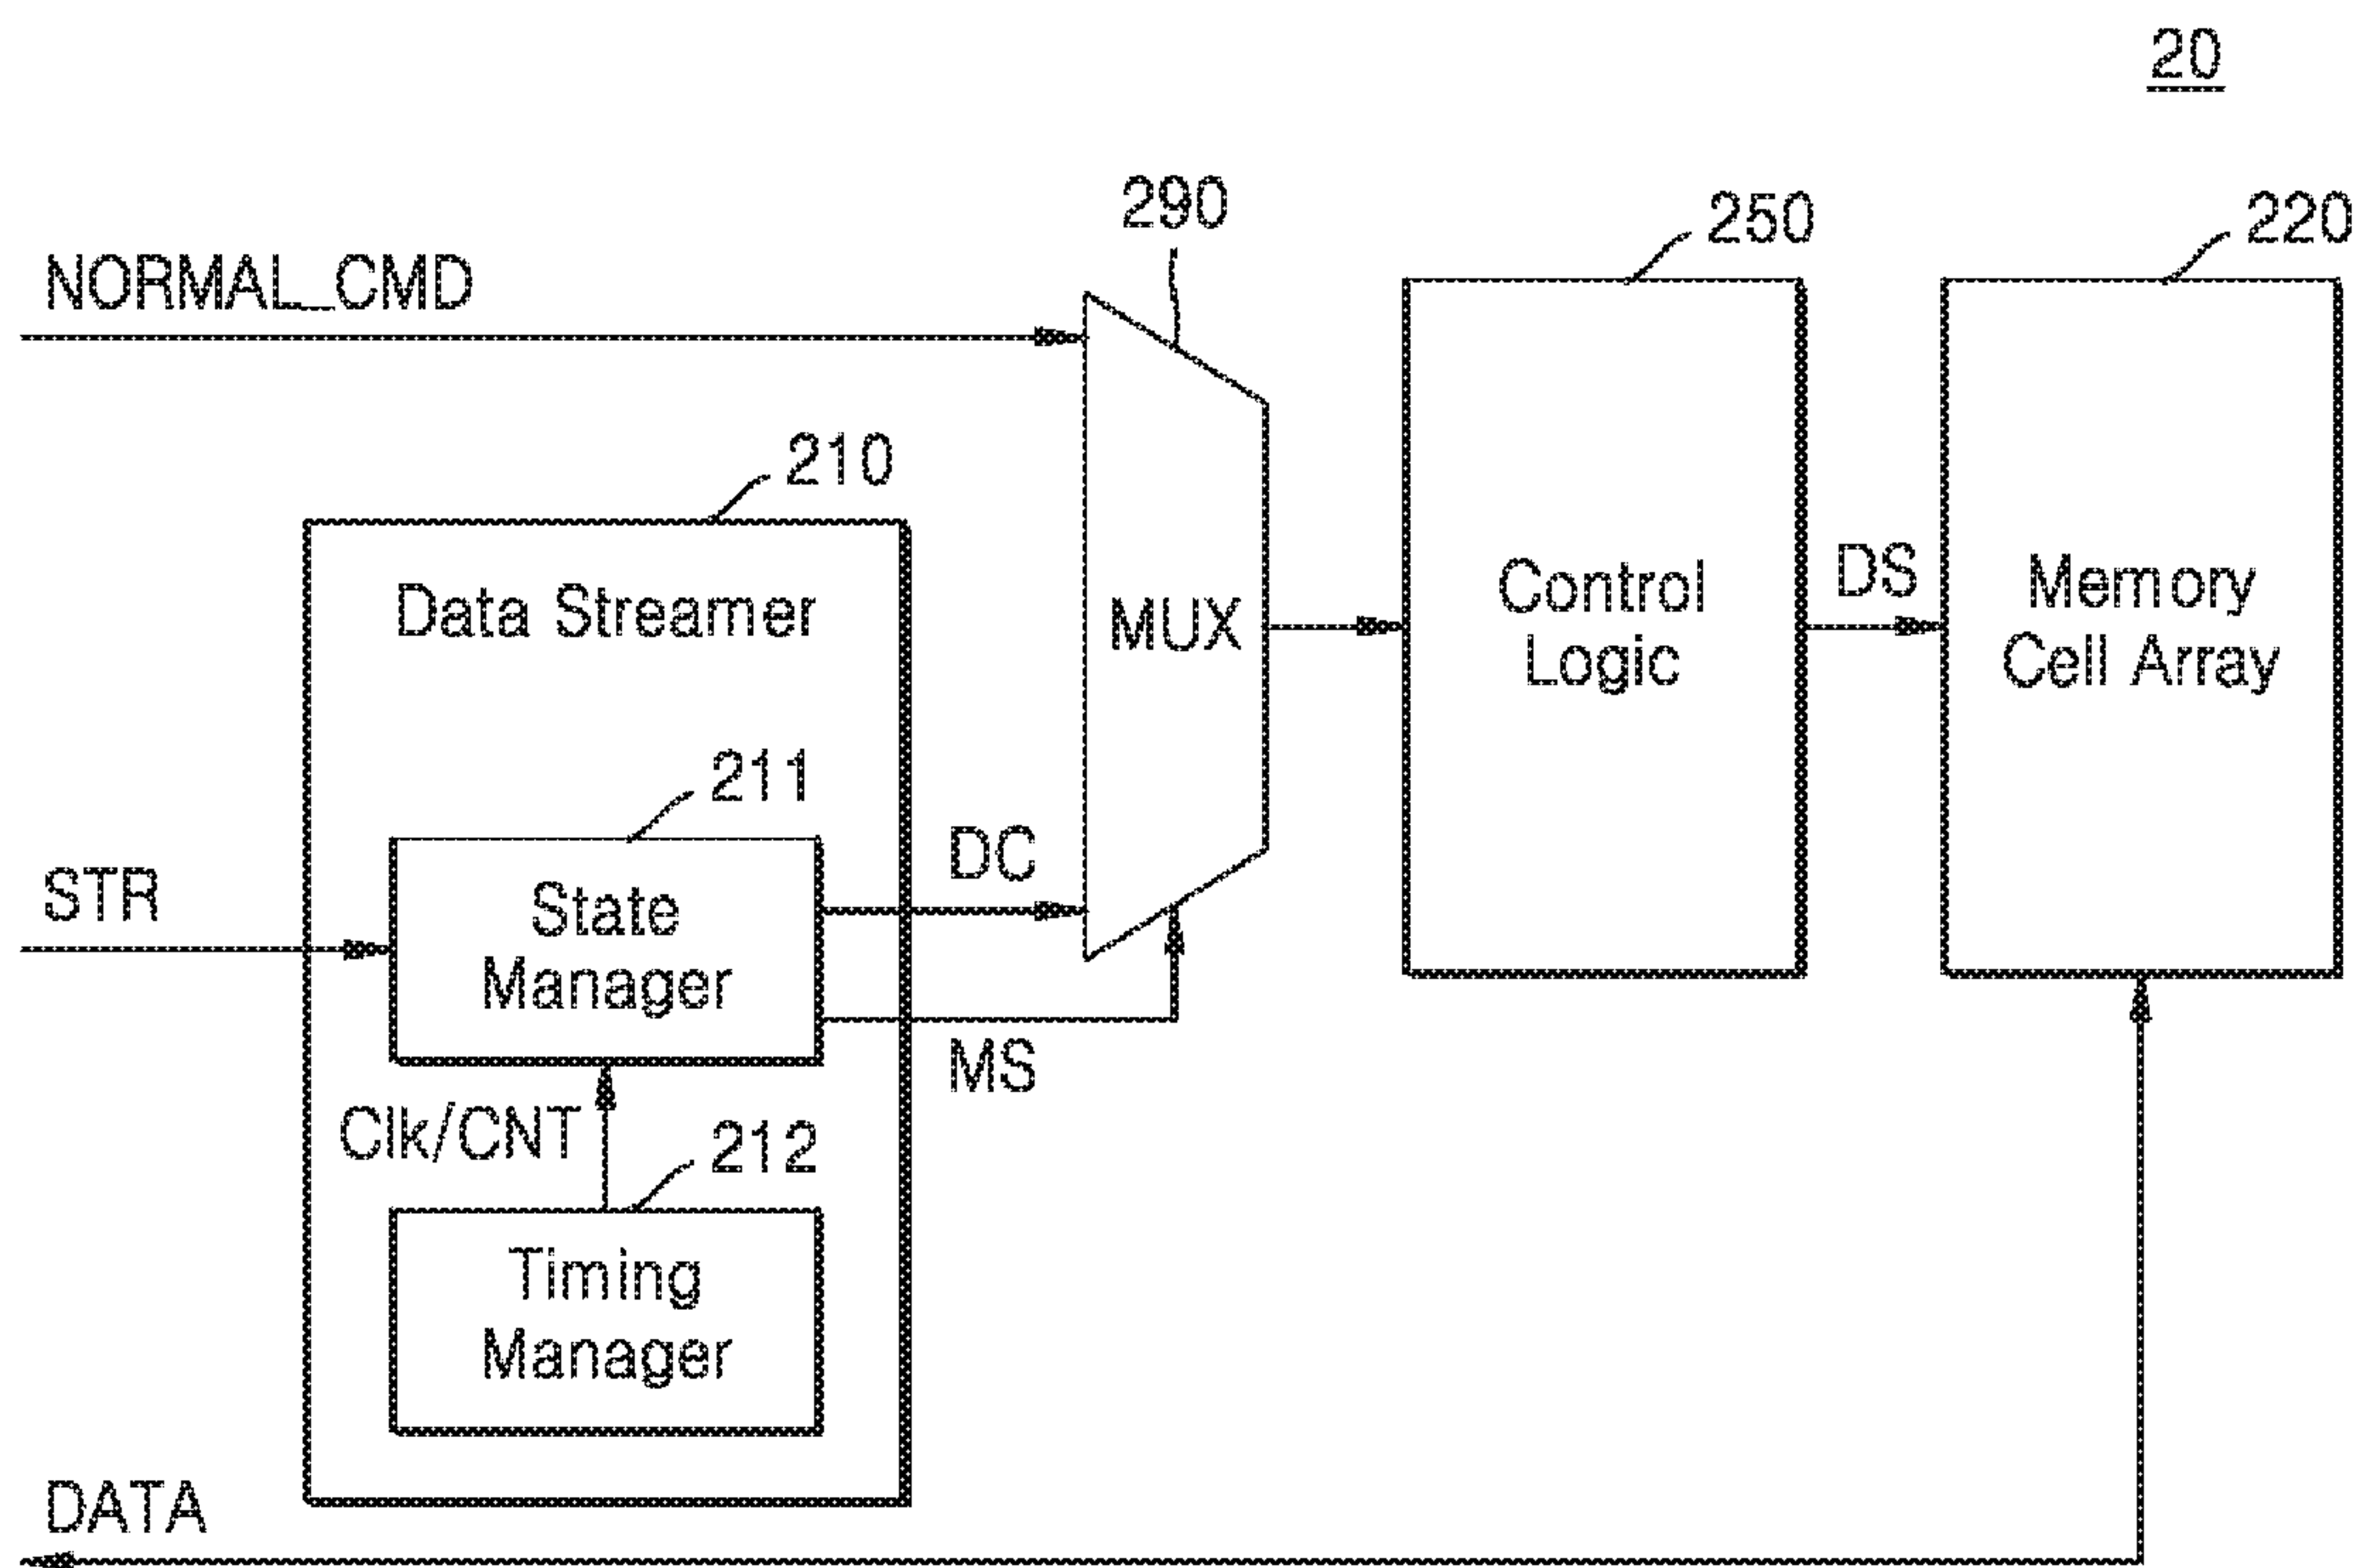 20
290
250
220
NORMAL_CMD
210
Data Streamer
MUX
Control
Logic
DS
Memory
Cell Array
211
DC
STR
State
Manager
MS
Clk/CNT
212
Timing
Manager
DATA